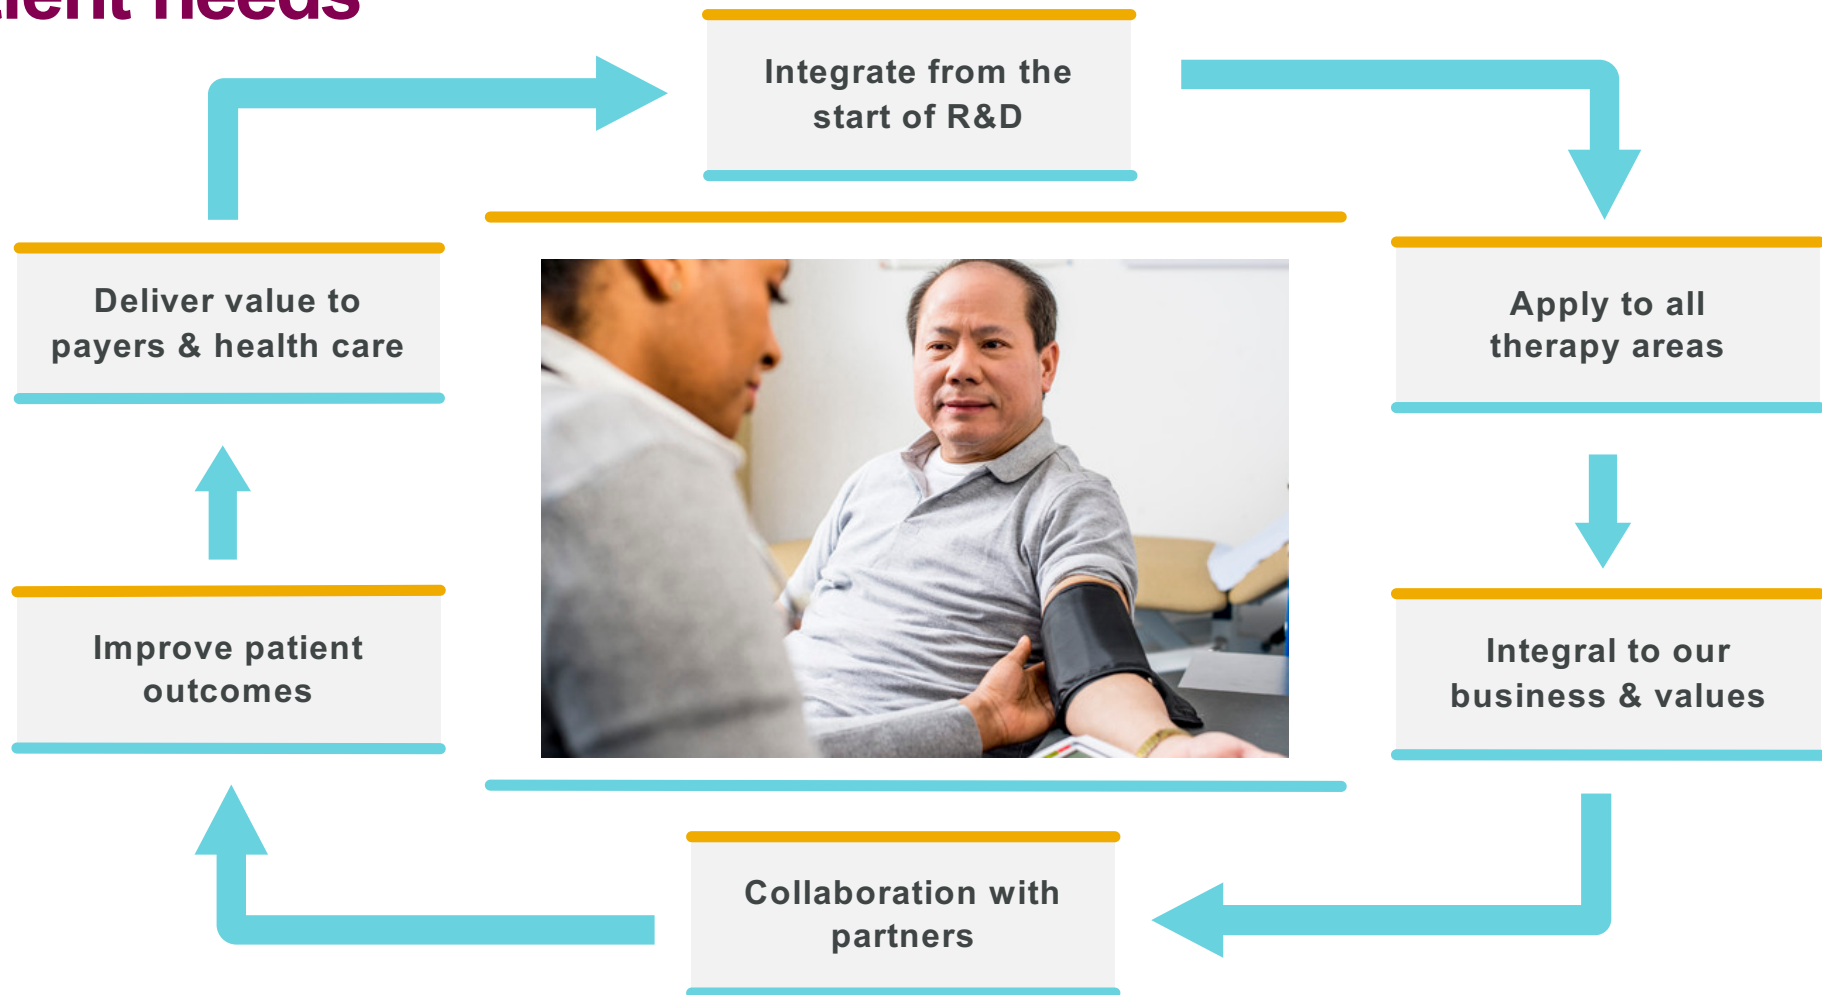 needs
Integrate from the
start of R&D
Apply to all
therapy areas
Integral to our
business & values
Collaboration with
partners
Improve patient
outcomes
Deliver value to
payers & health care